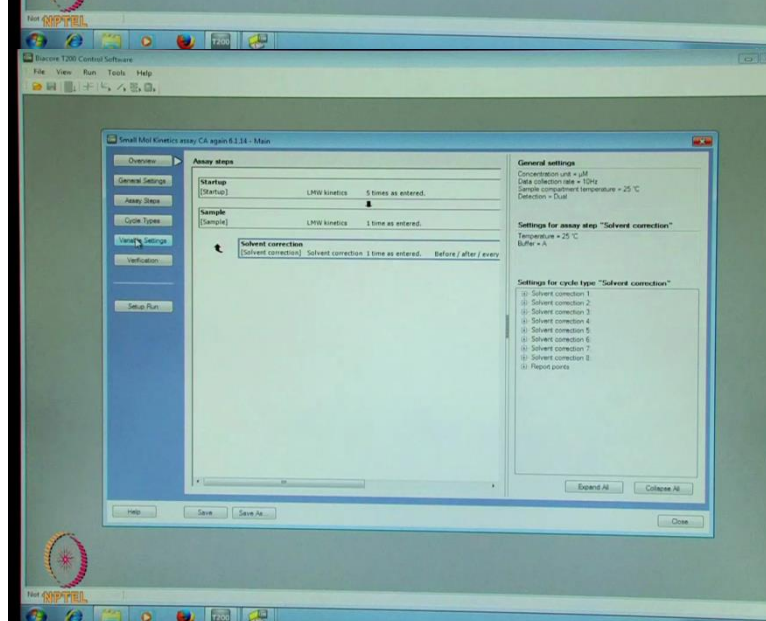 Not
NPTEL
T200
Biacore T200 Control Software
File View Run Tools Help
Small Mol Kinetics assay CA again 6.1.14 - Main
Overview
General Settings
Assay Steps
Cycle Types
Variable Settings
Verification
Setup Run
Assay steps
Startup
[Startup] LMW kinetics 5 times as entered.
Sample
[Sample] LMW kinetics 1 time as entered.
Solvent correction
[Solvent correction] Solvent correction 1 time as entered. Before / after / every
General settings
Concentration unit = µM
Data collection rate = 10Hz
Sample compartment temperature = 25 °C
Detection = Dual
Settings for assay step "Solvent correction"
Temperature = 25 °C
Buffer = A
Settings for cycle type "Solvent correction"
Solvent correction 1:
Solvent correction 2:
Solvent correction 3:
Solvent correction 4:
Solvent correction 5:
Solvent correction 6:
Solvent correction 7:
Solvent correction 8:
Report points
Expand All
Collapse All
Help
Save
Save As...
Close
Not
NPTEL
T200